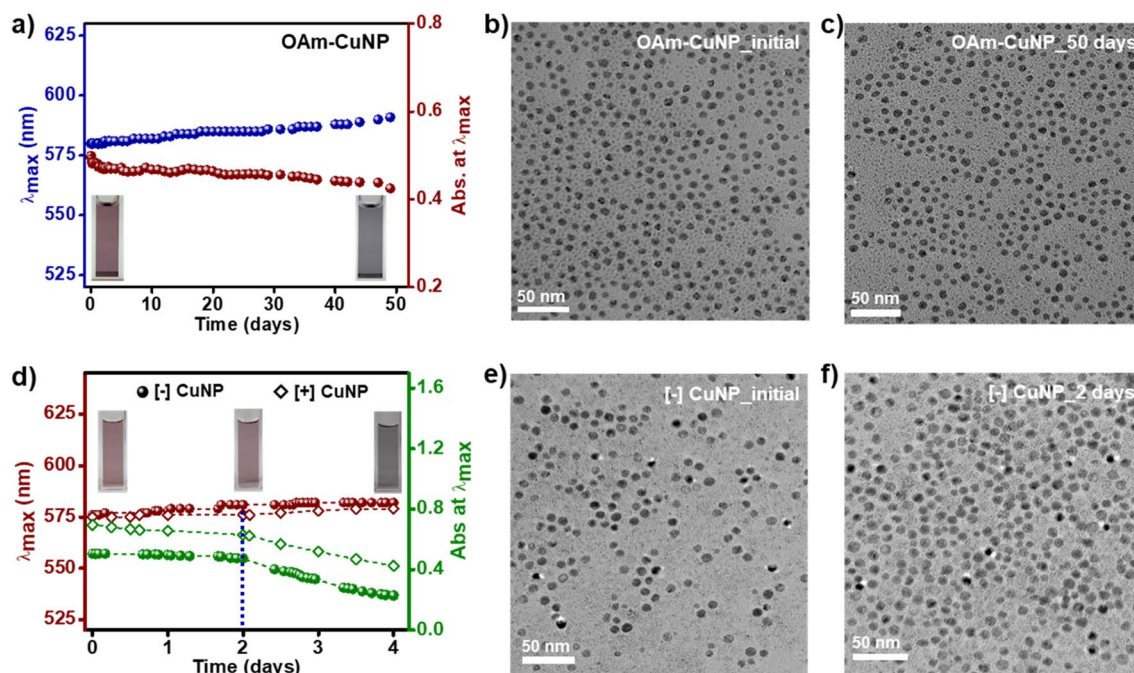 a)
OAm-CuNP
λmax (nm)
625
600
575
550
525
0.8
0.6
0.4
0.2
Abs. at λmax
0 10 20 30 40 50
Time (days)
b)
OAm-CuNP_initial
50 nm
c)
OAm-CuNP_50 days
50 nm
d)
[-] CuNP [+] CuNP
λmax (nm)
625
600
575
550
525
1.6
1.2
0.8
0.4
0.0
Abs at λmax
0 1 2 3 4
Time (days)
e)
[-] CuNP_initial
50 nm
f)
[-] CuNP_2 days
50 nm